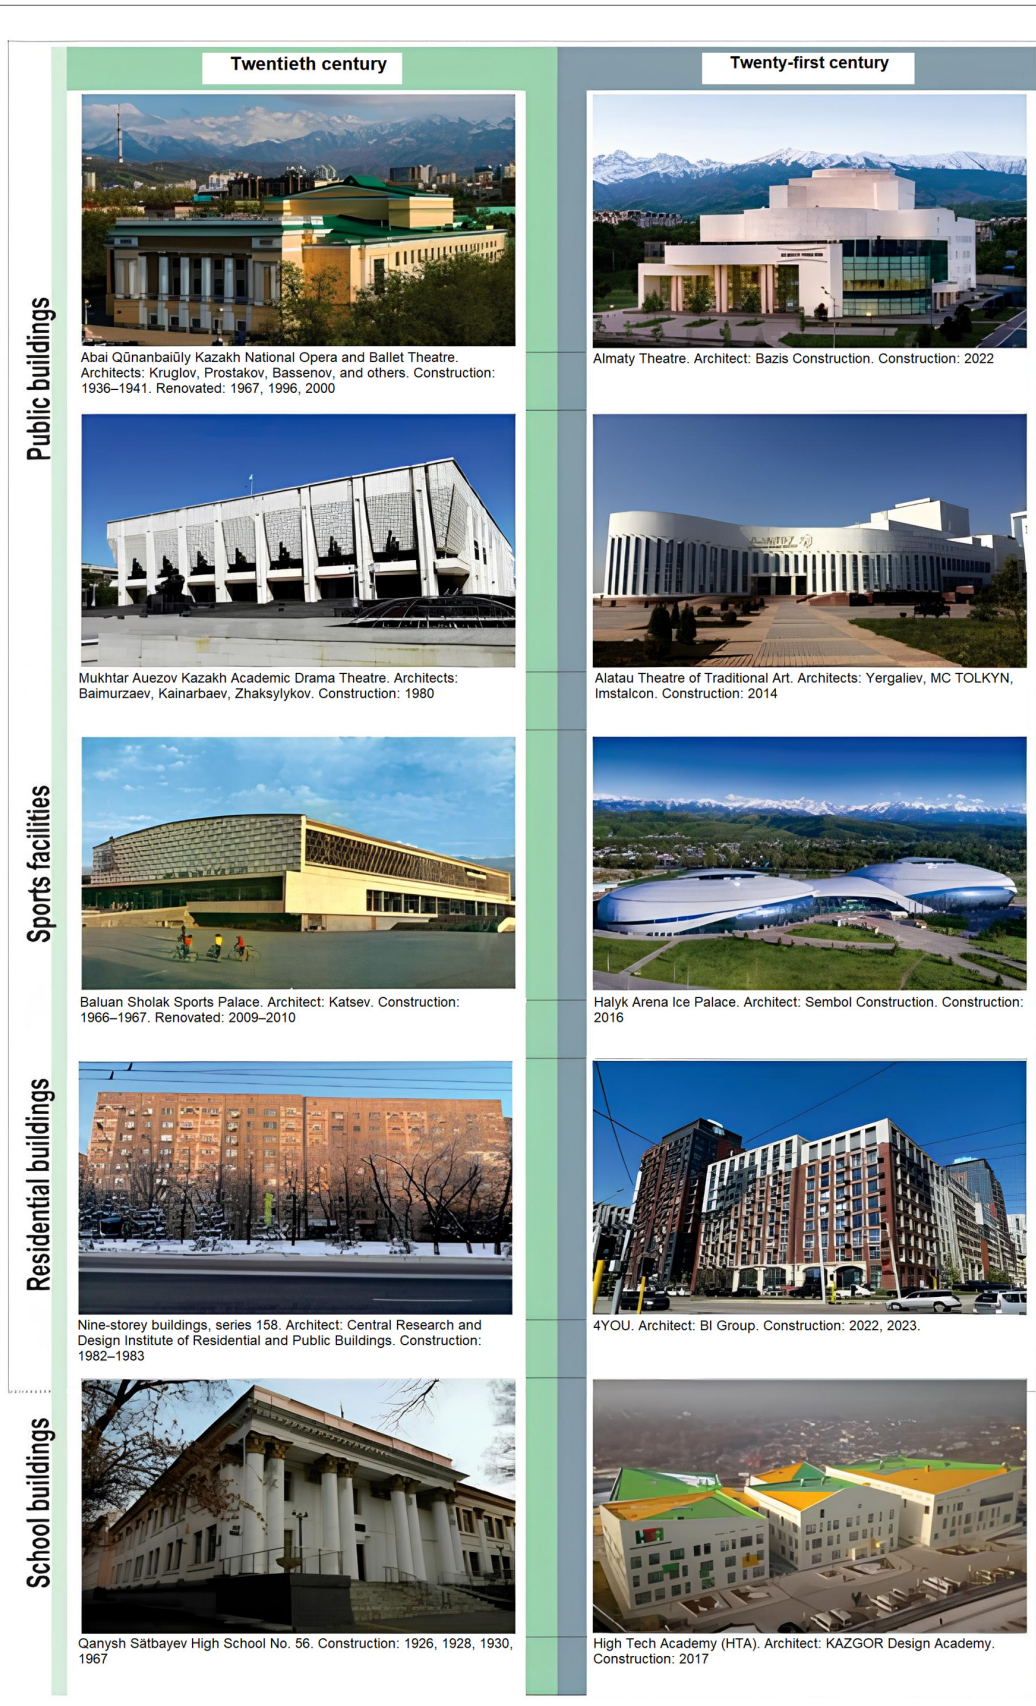 Twentieth century
Twenty-first century
Public buildings
Abai Qūnanbaiūly Kazakh National Opera and Ballet Theatre.
Architects: Kruglov, Prostakov, Bassenov, and others. Construction:
1936–1941. Renovated: 1967, 1996, 2000
Almaty Theatre. Architect: Bazis Construction. Construction: 2022
Mukhtar Auezov Kazakh Academic Drama Theatre. Architects:
Baimurzaev, Kainarbaev, Zhaksylykov. Construction: 1980
Alatau Theatre of Traditional Art. Architects: Yergaliev, MC TOLKYN,
Imstalcon. Construction: 2014
Sports facilities
Baluan Sholak Sports Palace. Architect: Katsev. Construction:
1966–1967. Renovated: 2009–2010
Halyk Arena Ice Palace. Architect: Sembol Construction. Construction:
2016
Residential buildings
Nine-storey buildings, series 158. Architect: Central Research and
Design Institute of Residential and Public Buildings. Construction:
1982–1983
4YOU. Architect: BI Group. Construction: 2022, 2023.
School buildings
Qanysh Sätbayev High School No. 56. Construction: 1926, 1928, 1930,
1967
High Tech Academy (HTA). Architect: KAZGOR Design Academy.
Construction: 2017